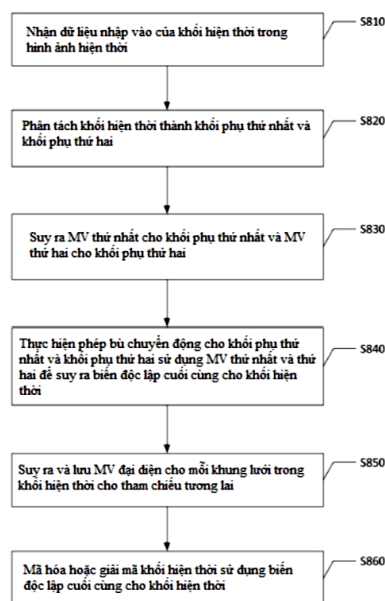 S810
Nhận dữ liệu nhập vào của khối hiện thời trong
hình ảnh hiện thời
S820
Phân tách khối hiện thời thành khối phụ thứ nhất và
khối phụ thứ hai
S830
Suy ra MV thứ nhất cho khối phụ thứ nhất và MV
thứ hai cho khối phụ thứ hai
S840
Thực hiện phép bù chuyển động cho khối phụ thứ
nhất và khối phụ thứ hai sử dụng MV thứ nhất và thứ
hai để suy ra biến độc lập cuối cùng cho khối hiện
thời
S850
Suy ra và lưu MV đại diện cho mỗi khung lưới trong
khối hiện thời cho tham chiếu tương lai
S860
Mã hóa hoặc giải mã khối hiện thời sử dụng biến
độc lập cuối cùng cho khối hiện thời